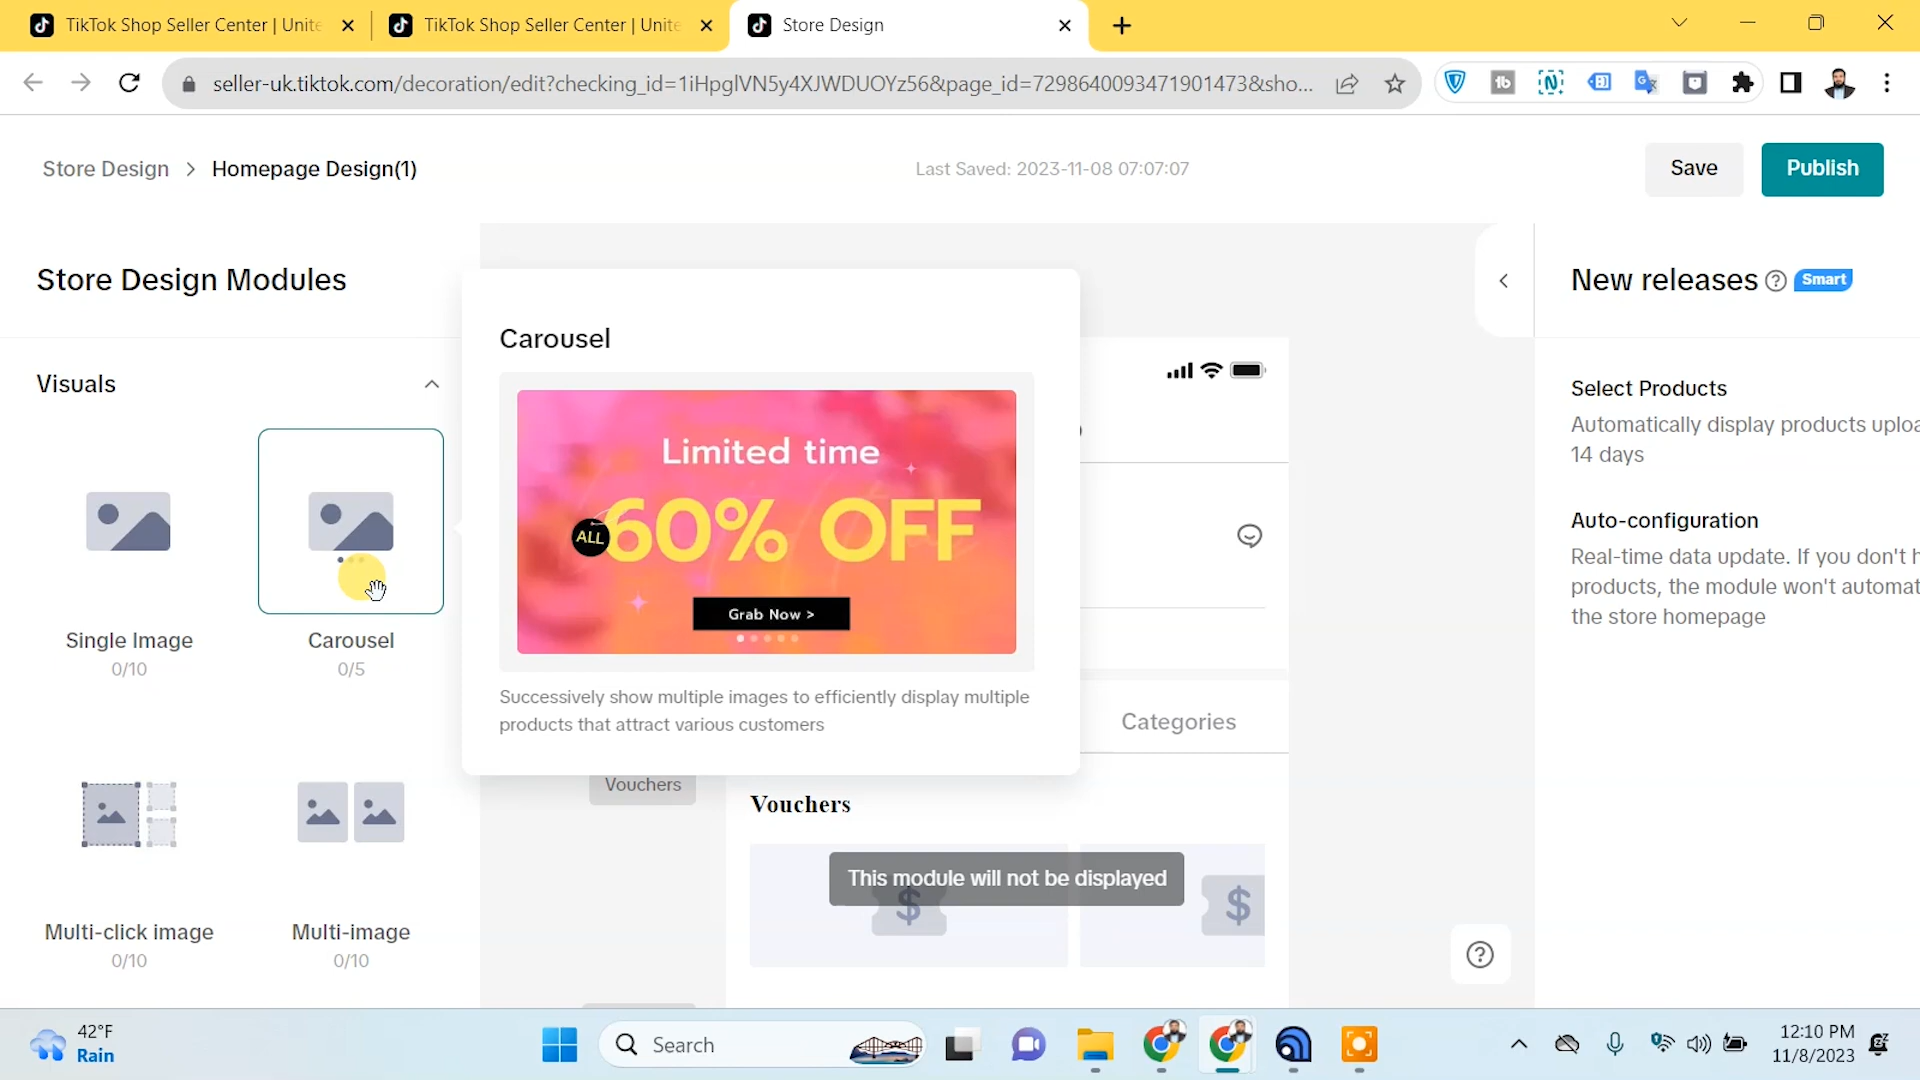 TikTok Shop Seller Center | Unite
TikTok Shop Seller Center | Unite
Store Design
seller-uk.tiktok.com/decoration/edit?checking_id=1iHpglVN5y4XJWDUOYz56&page_id=7298640093471901473&sho...
Store Design > Homepage Design(1)
Last Saved: 2023-11-08 07:07:07
Save
Publish
Store Design Modules
New releases
Smart
Visuals
Carousel
Limited time
ALL
60% OFF
Grab Now >
Successively show multiple images to efficiently display multiple
products that attract various customers
Select Products
Automatically display products uploa
14 days
Auto-configuration
Real-time data update. If you don't h
products, the module won't automat
the store homepage
Single Image
0/10
Carousel
0/5
Categories
Vouchers
Vouchers
This module will not be displayed
$
$
Multi-click image
0/10
Multi-image
0/10
42°F
Rain
Search
12:10 PM
11/8/2023